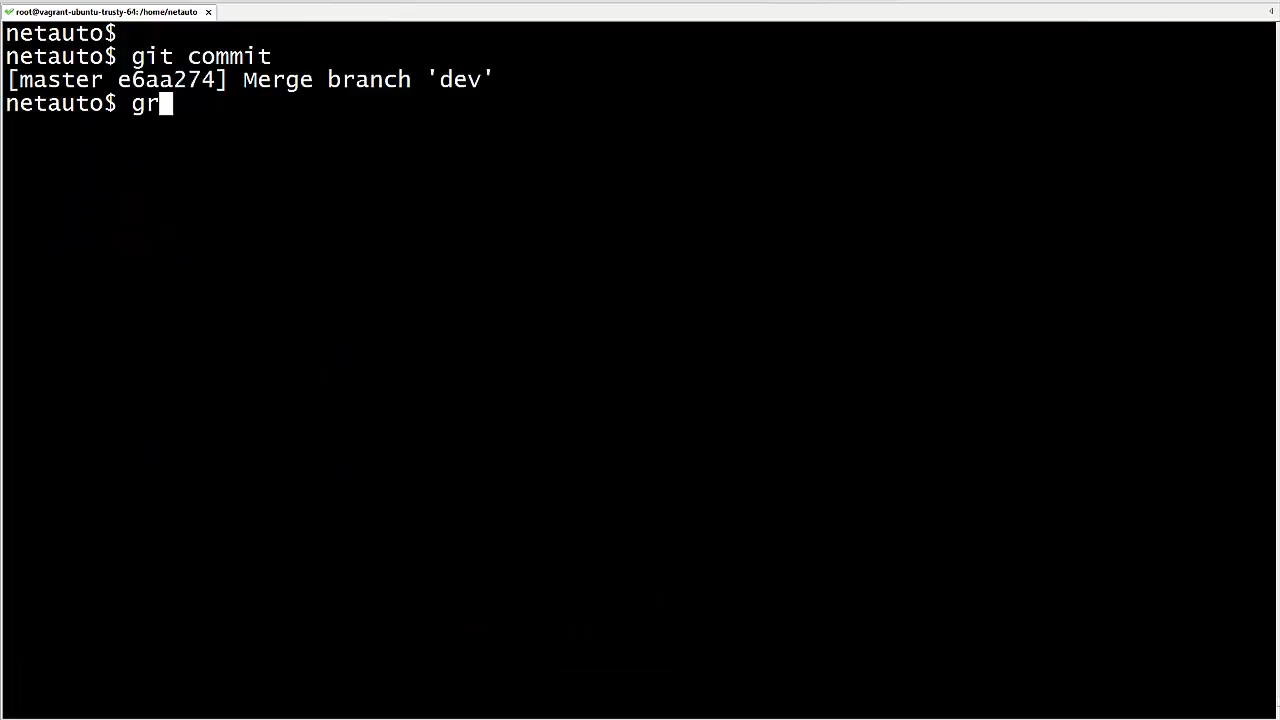 root@vagrant-ubuntu-trusty-64: /home/netauto
netauto$
netauto$ git commit
[master e6aa274] Merge branch 'dev'
netauto$ gr